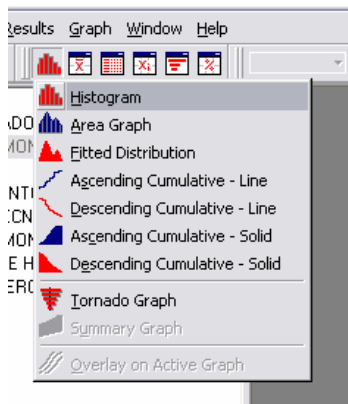 Results Graph Window Help
Histogram
Area Graph
Fitted Distribution
Ascending Cumulative - Line
Descending Cumulative - Line
Ascending Cumulative - Solid
Descending Cumulative - Solid
Tornado Graph
Summary Graph
Overlay on Active Graph